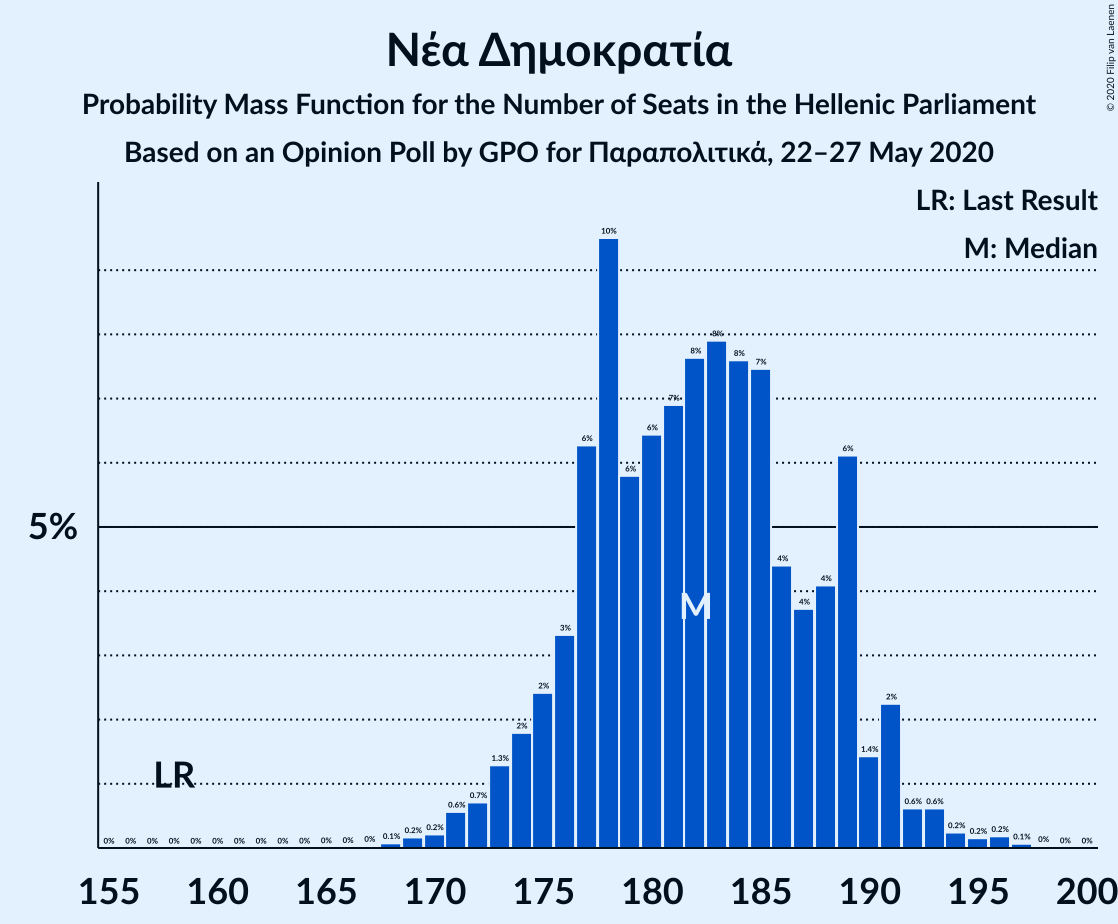 Νέα Δημοκρατία
Probability Mass Function for the Number of Seats in the Hellenic Parliament
Based on an Opinion Poll by GPO for Παραπολιτικά, 22–27 May 2020
© 2020 Filip van Laenen
LR: Last Result
M: Median
5%
0% 0% 0% 0% 0% 0% 0% 0% 0% 0% 0% 0% 0% 0.1% 0.2% 0.2% 0.6% 0.7% 1.3% 2% 2% 3% 6% 10% 6% 6% 7% 8% 8% 8% 7% 4% 4% 4% 6% 1.4% 2% 0.6% 0.6% 0.2% 0.2% 0.2% 0.1% 0% 0% 0%
M
LR
155 160 165 170 175 180 185 190 195 200